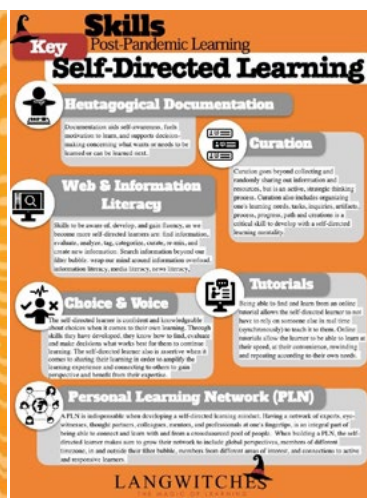 Skills
Key
Post-Pandemic Learning
Self-Directed Learning
Heutagogical Documentation
Documentation aids self-awareness, fuels
motivation to learn, and supports decision-
making concerning what wants or needs to be
learned or can be learned next.
Curation
Curation goes beyond collecting and
randomly sharing out information and
resources, but is an active, strategic thinking
process. Curation also includes organizing
one's learning needs, tasks, inquiries, artifacts,
process, progress, path and creations is a
critical skill to develop with a self-directed
learning mentality.
Web & Information
Literacy
Skills to be aware of, develop, and gain fluency, as we
become more self-directed learners are: find information,
evaluate, analyze, tag, categorize, curate, re-mix, and
create new information. Search information beyond our
filter bubble. wrap our mind around information overload,
information literacy, media literacy, news literacy,
Choice & Voice
The self-directed learner is confident and knowledgeable
about choices when it comes to their own learning. Through
skills they have developed, they know how to find, evaluate
and make decisions what works best for them to continue
learning. The self-directed learner also is assertive when it
comes to sharing their learning in order to amplify the
learning experience and connecting to others to gain
perspective and benefit from their expertise.
Tutorials
Being able to find and learn from an online
tutorial allows the self-directed learner to not
have to rely on someone else in real time
(synchronously) to teach it to them. Online
tutorials allow the learner to be able to learn at
their speed, at their convenience, rewinding
and repeating according to their own needs.
Personal Learning Network (PLN)
A PLN is indispensable when developing a self-directed learning mindset. Having a network of experts, eye-
witnesses, thought partners, colleagues, mentors, and professionals at one's fingertips, is an integral part of
being able to connect and learn with and from a crowdsourced pool of people. When building a PLN, the self-
directed learner makes sure to grow their network to include global perspectives, members of different
timezone, in and outside their filter bubble, members from different areas of interest, and connections to active
and responsive learners.
LANGWITCHES
THE MAGIC OF LEARNING